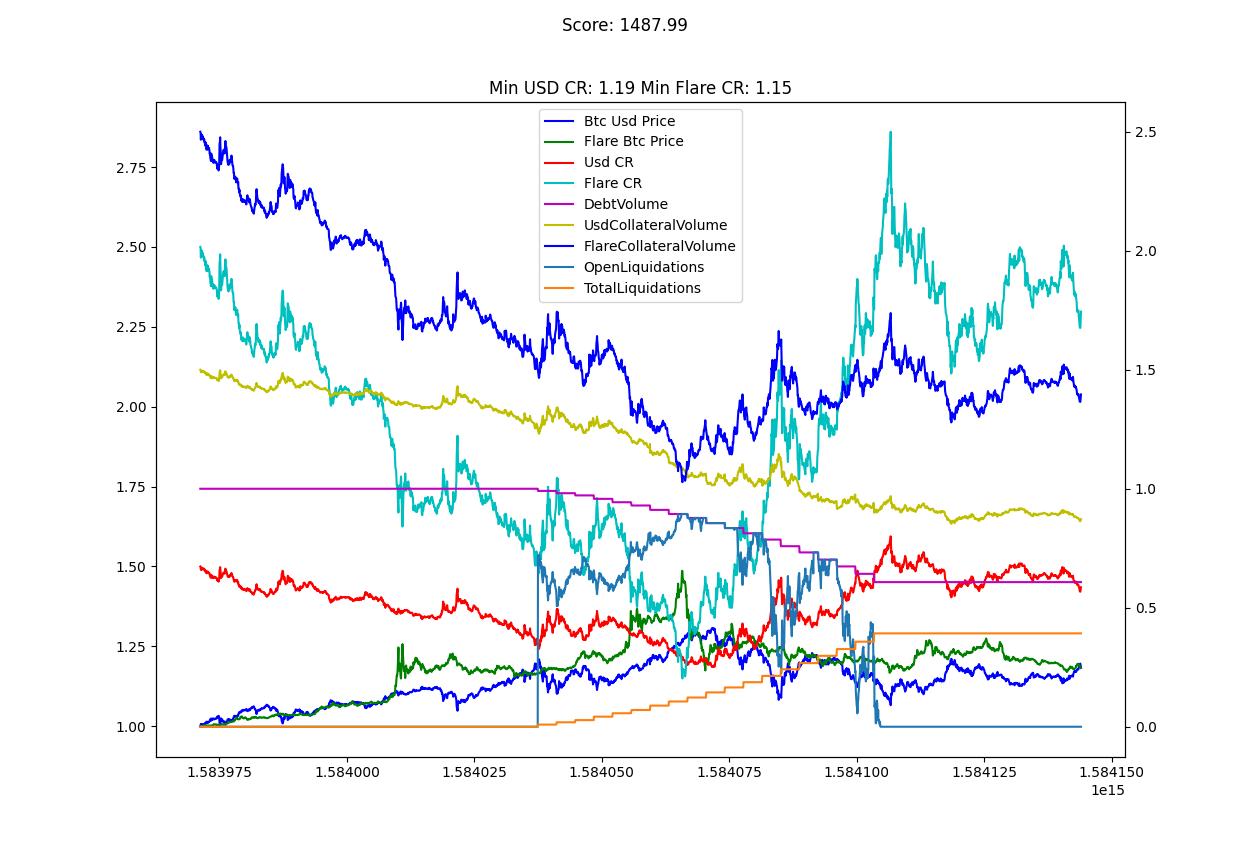 Score: 1487.99
Min USD CR: 1.19 Min Flare CR: 1.15
Btc Usd Price
Flare Btc Price
Usd CR
Flare CR
DebtVolume
UsdCollateralVolume
FlareCollateralVolume
OpenLiquidations
TotalLiquidations
2.75
2.50
2.25
2.00
1.75
1.50
1.25
1.00
2.5
2.0
1.5
1.0
0.5
0.0
1.583975 1.584000 1.584025 1.584050 1.584075 1.584100 1.584125 1.584150
1e15